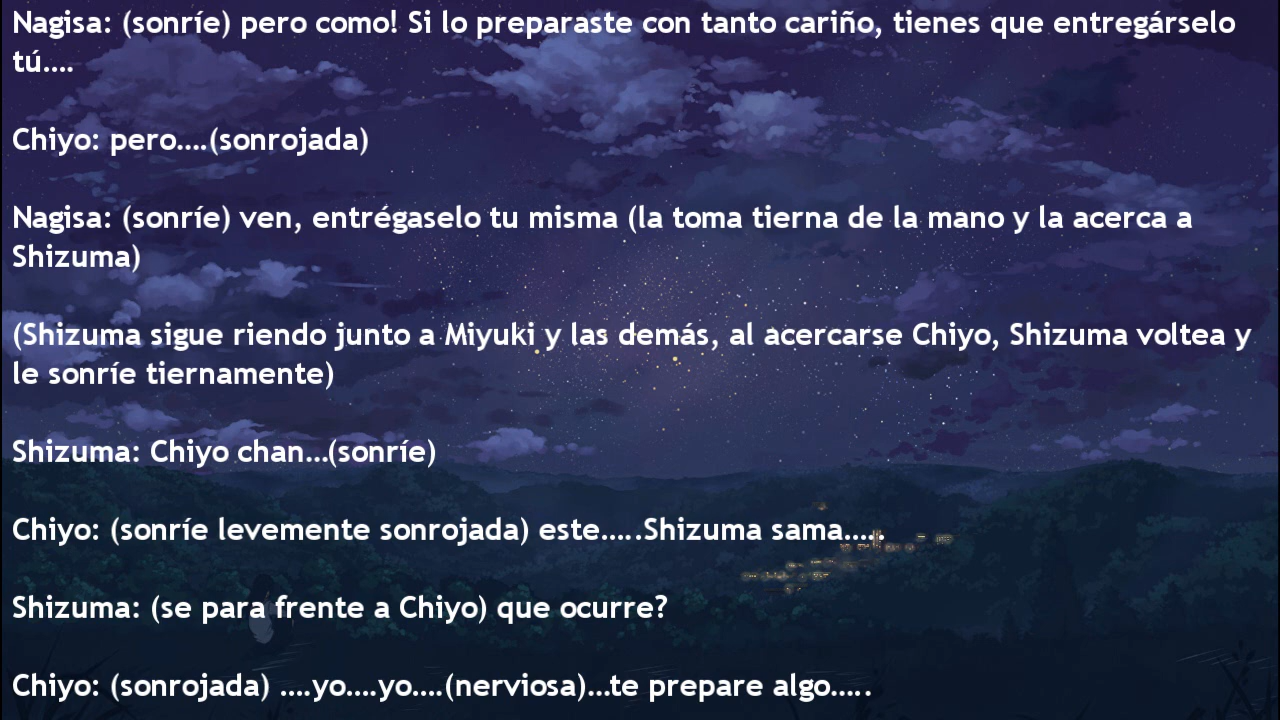 Nagisa: (sonríe) pero como! Si lo preparaste con tanto cariño, tienes que entregárselo
tú....
Chiyo: pero....(sonrojada)
Nagisa: (sonríe) ven, entrégaselo tu misma (la toma tierna de la mano y la acerca a
Shizuma)
(Shizuma sigue riendo junto a Miyuki y las demás, al acercarse Chiyo, Shizuma voltea y
le sonríe tiernamente)
Shizuma: Chiyo chan...(sonríe)
Chiyo: (sonríe levemente sonrojada) este.....Shizuma sama.....
Shizuma: (se para frente a Chiyo) que ocurre?
Chiyo: (sonrojada) ....yo....yo....(nerviosa)...te prepare algo.....